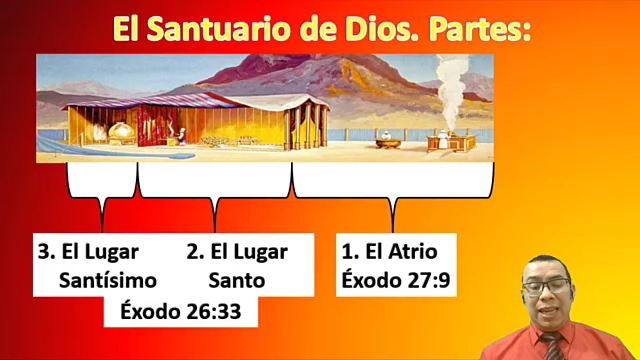 El Santuario de Dios. Partes:
3. El Lugar
Santísimo
2. El Lugar
Santo
Éxodo 26:33
1. El Atrio
Éxodo 27:9